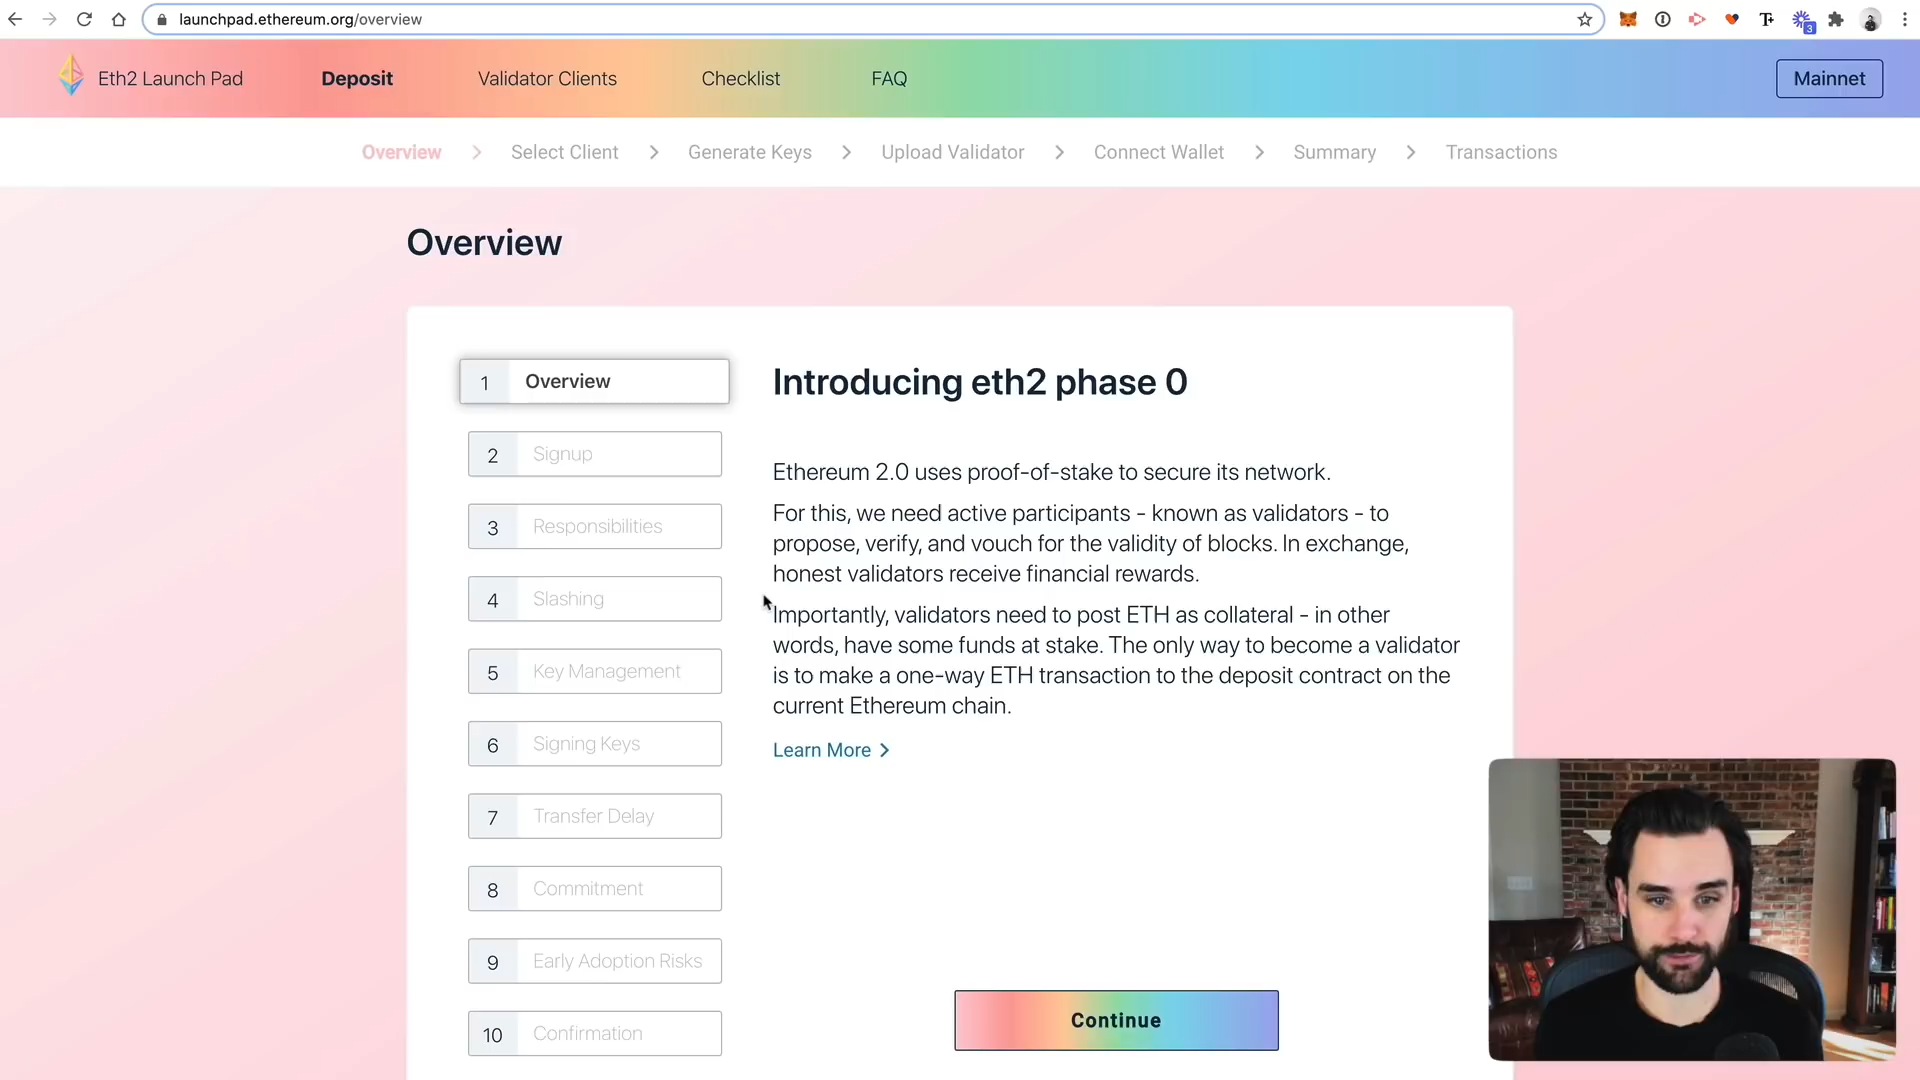 launchpad.ethereum.org/overview
3
Eth2 Launch Pad
Deposit
Validator Clients
Checklist
FAQ
Mainnet
Overview
Select Client
Generate Keys
Upload Validator
Connect Wallet
Summary
Transactions
Overview
1 Overview
2 Signup
3 Responsibilities
4 Slashing
5 Key Management
6 Signing Keys
7 Transfer Delay
8 Commitment
9 Early Adoption Risks
10 Confirmation
Introducing eth2 phase 0
Ethereum 2.0 uses proof-of-stake to secure its network.
For this, we need active participants - known as validators - to
propose, verify, and vouch for the validity of blocks. In exchange,
honest validators receive financial rewards.
Importantly, validators need to post ETH as collateral - in other
words, have some funds at stake. The only way to become a validator
is to make a one-way ETH transaction to the deposit contract on the
current Ethereum chain.
Learn More
Continue